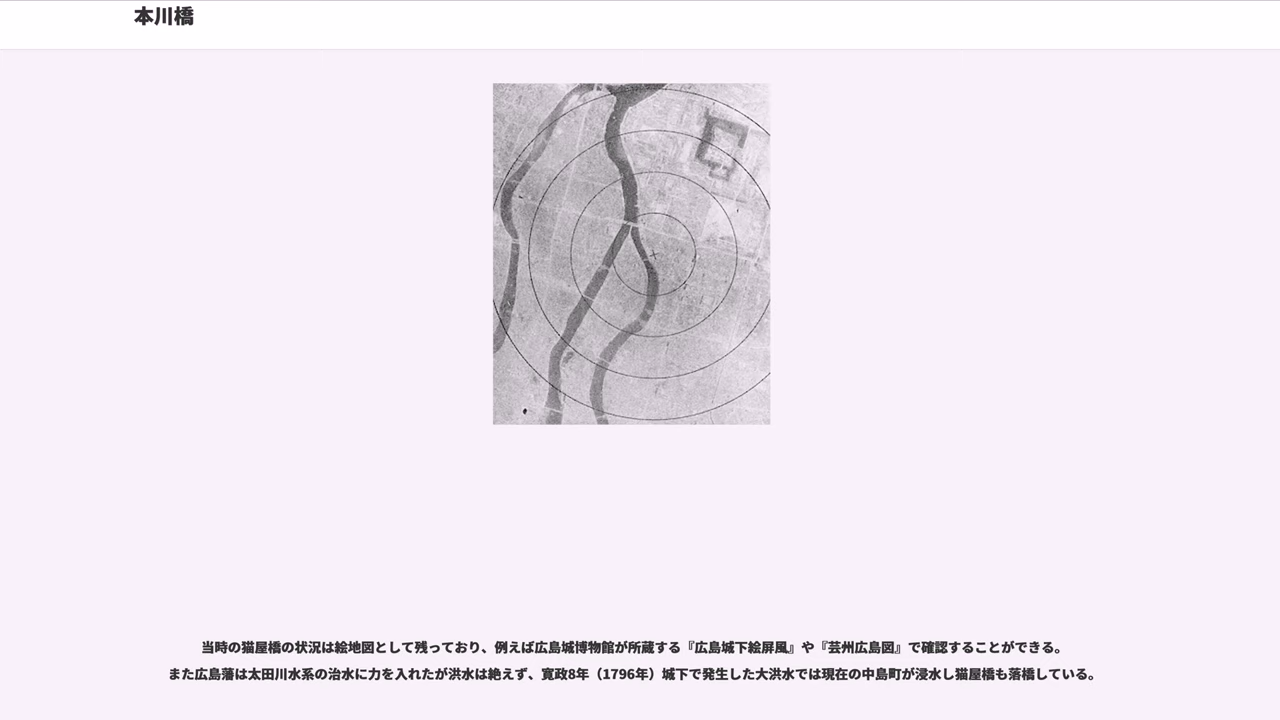 本川橋
当時の猫屋橋の状況は絵地図として残っており、例えば広島城博物館が所蔵する『広島城下絵屏風』や『芸州広島図』で確認することができる。
また広島藩は太田川水系の治水に力を入れたが洪水は絶えず、寛政8年（1796年）城下で発生した大洪水では現在の中島町が浸水し猫屋橋も落橋している。